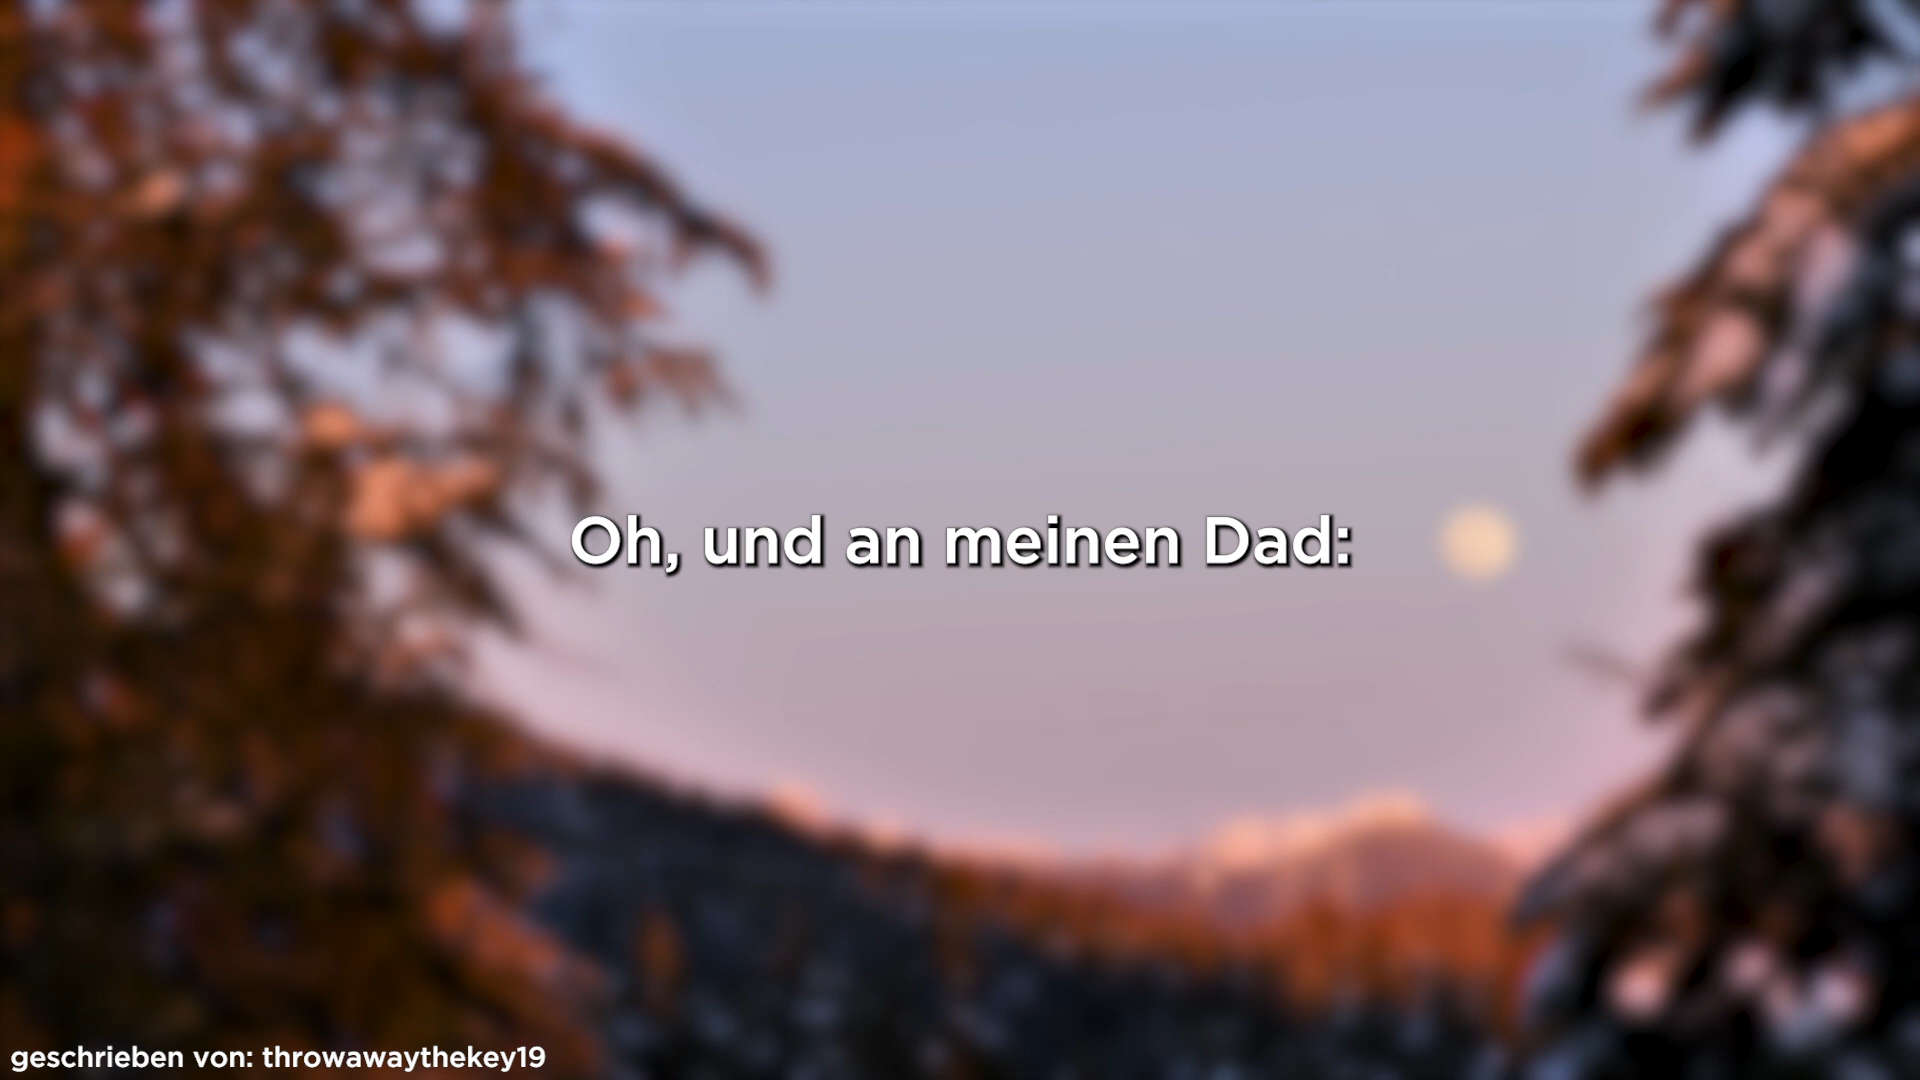 Oh, und an meinen Dad:
geschrieben von: throwawaythekey19